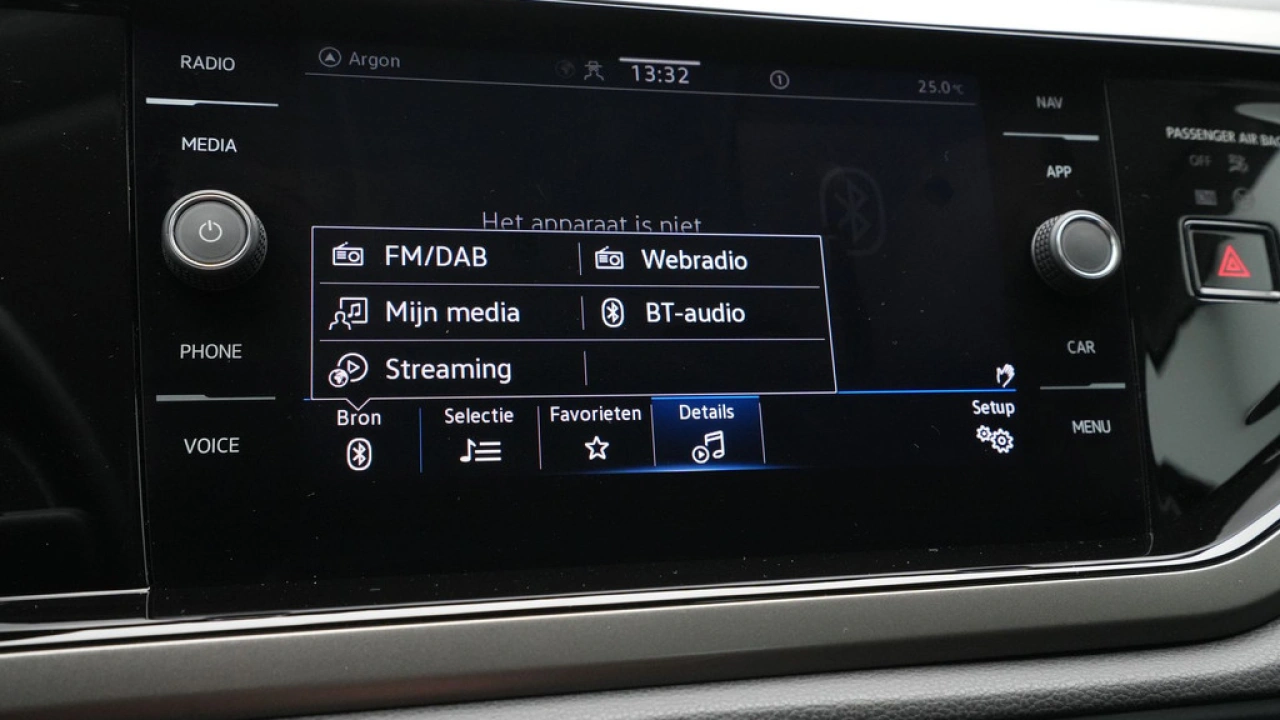 RADIO
MEDIA
PHONE
VOICE
Argon
13:32
1
25.0°C
Het apparaat is niet
FM/DAB
Webradio
Mijn media
BT-audio
Streaming
Bron
Selectie
Favorieten
Details
Setup
NAV
APP
CAR
MENU
PASSENGER AIR BAG
OFF